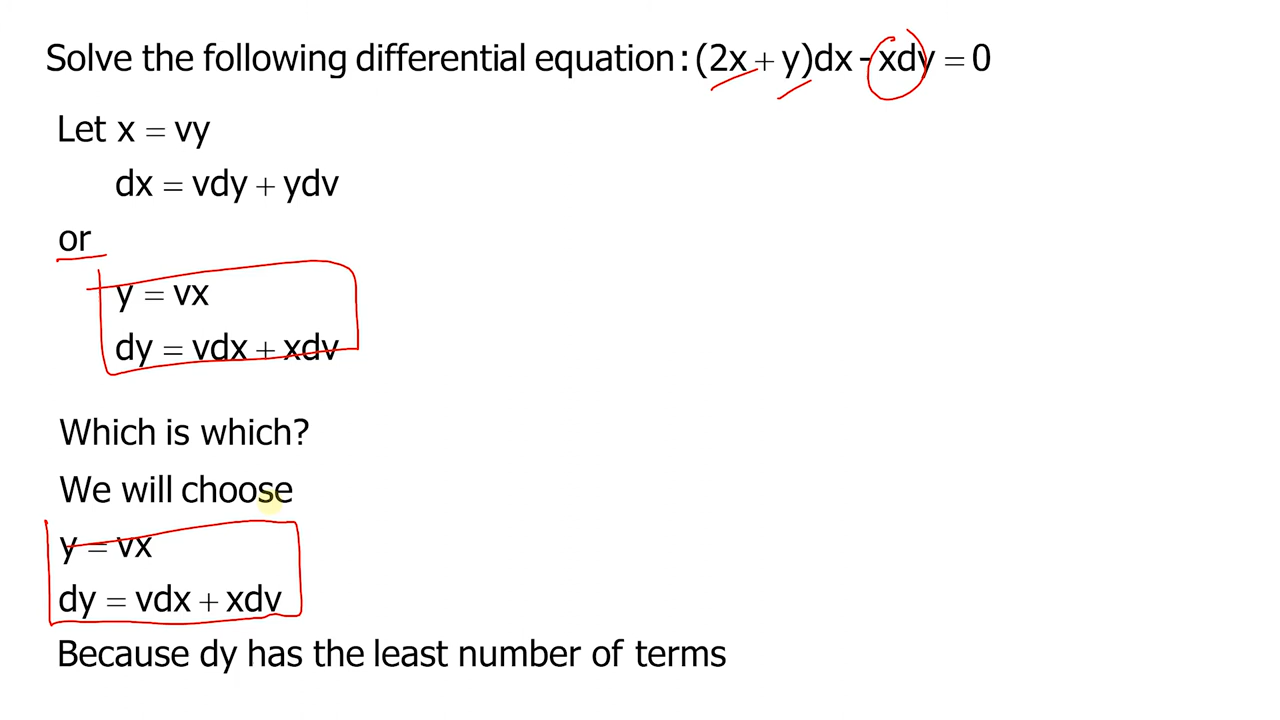 Solve the following differential equation : (2x + y)dx - xdy = 0
Let x = vy
dx = vdy + ydv
or
y = vx
dy = vdx + xdv
Which is which?
We will choose
y = vx
dy = vdx + xdv
Because dy has the least number of terms